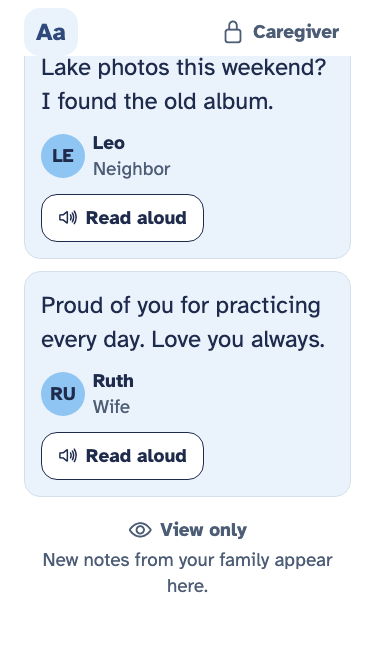 Aa
Caregiver
Lake photos this weekend?
I found the old album.
LE
Leo
Neighbor
Read aloud
Proud of you for practicing
every day. Love you always.
RU
Ruth
Wife
Read aloud
View only
New notes from your family appear
here.